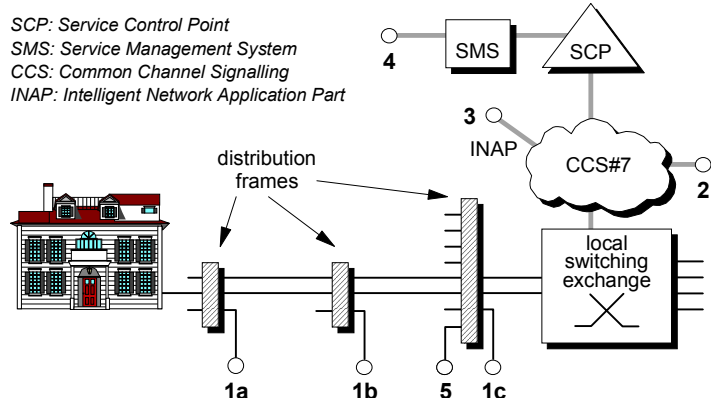 SCP: Service Control Point
SMS: Service Management System
CCS: Common Channel Signalling
INAP: Intelligent Network Application Part
4
SMS
SCP
3
INAP
CCS#7
2
distribution
frames
local
switching
exchange
1a
1b
5
1c